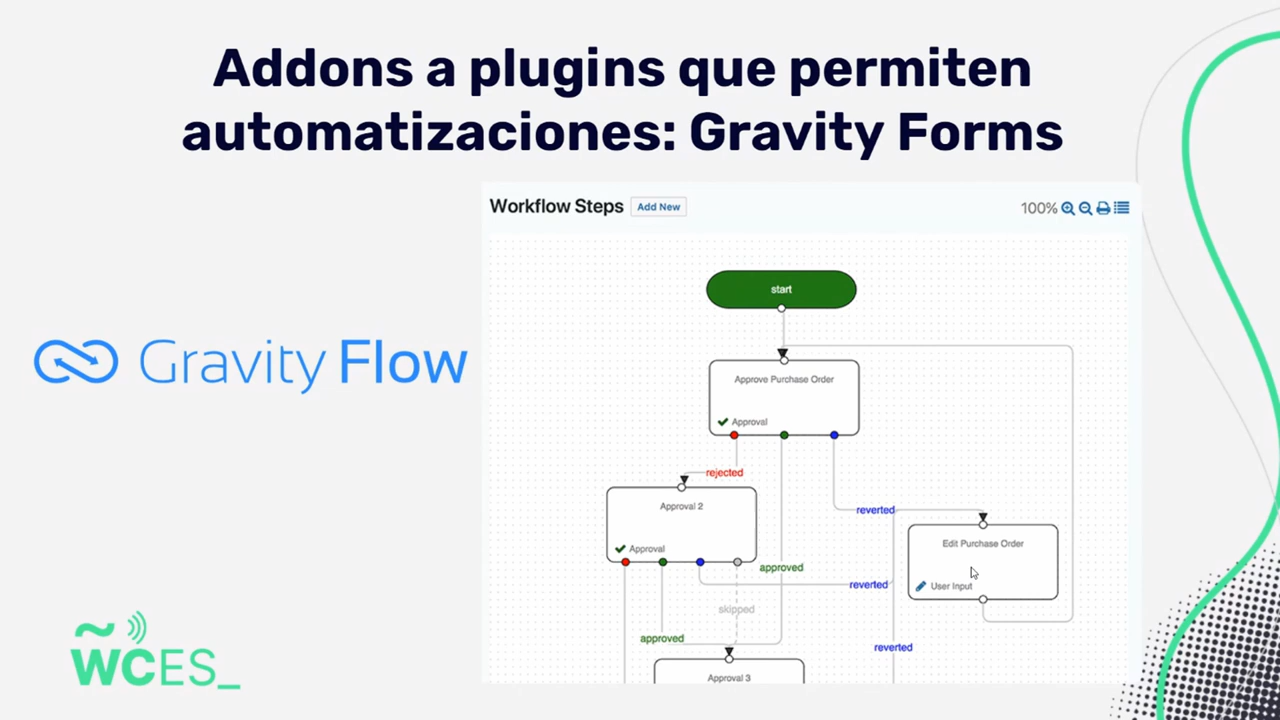 Addons a plugins que permiten
automatizaciones: Gravity Forms
Workflow Steps
Add New
100%
start
Gravity Flow
Approve Purchase Order
Approval
rejected
Approval 2
reverted
Edit Purchase Order
Approval
approved
reverted
User Input
skipped
approved
reverted
Approval 3
~WCES_